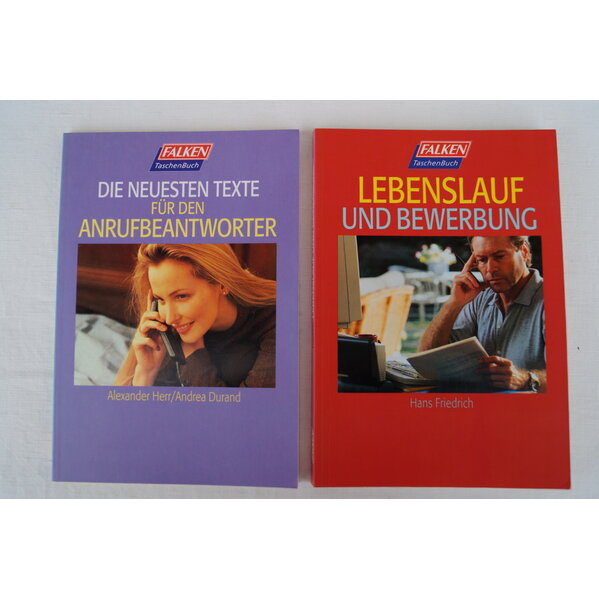 FALKEN
TaschenBuch
DIE NEUESTEN TEXTE
FÜR DEN
ANRUFBEANTWORTER
Alexander Herr/Andrea Durand
FALKEN
TaschenBuch
LEBENSLAUF
UND BEWERBUNG
Hans Friedrich